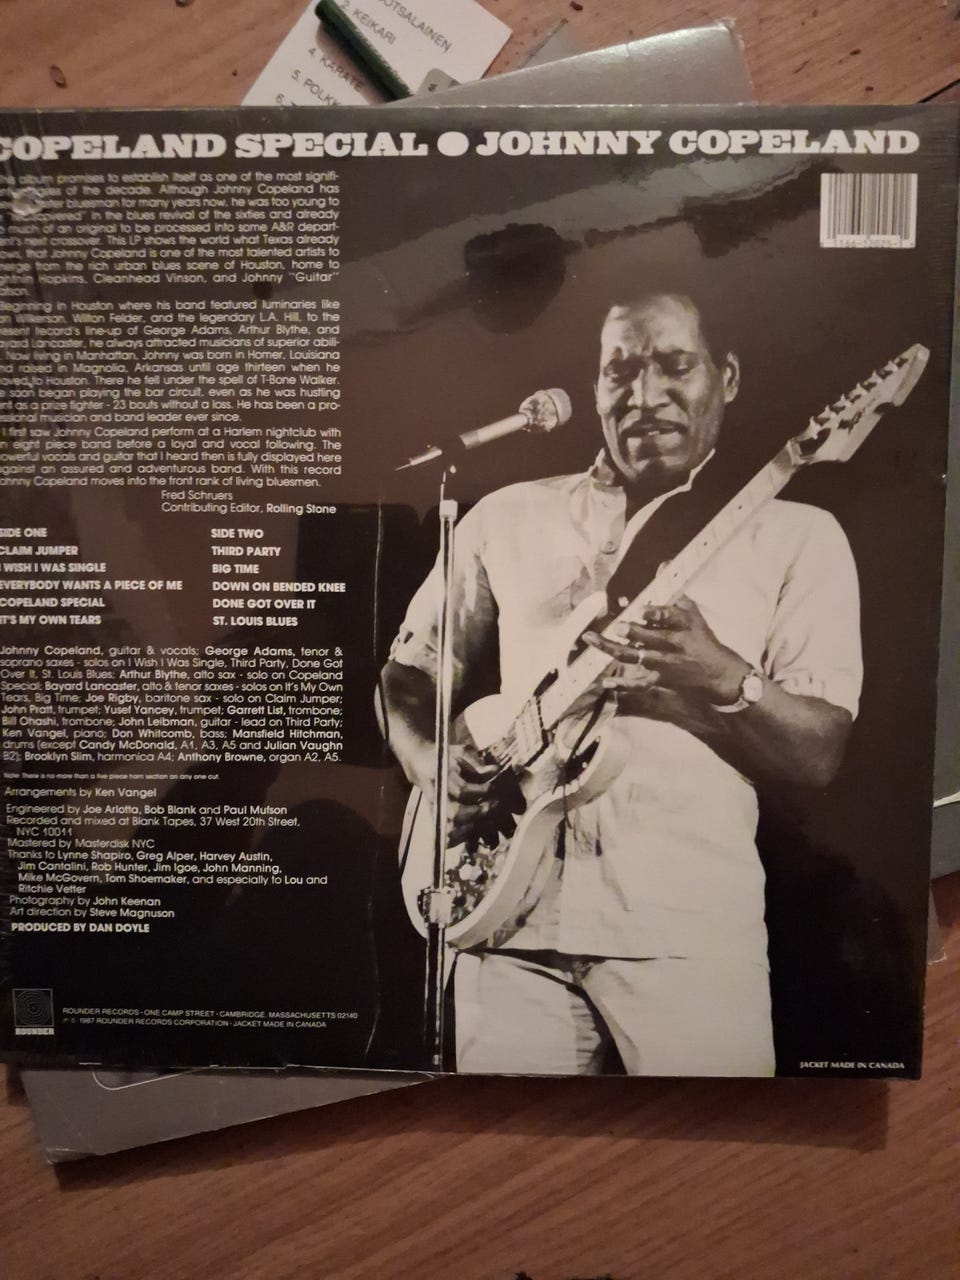 OTSALAINEN
2. KEIKARI
4. KARATE
5. POLKK
6.
COPELAND SPECIAL ● JOHNNY COPELAND
album promises to establish itself as one of the most signifi-
of the decade. Although Johnny Copeland has
bluesman for many years now, he was too young to
" in the blues revival of the sixties and already
much of an original to be processed into some A&R depart-
next crossover. This LP shows the world what Texas already
that Johnny Copeland is one of the most talented artists to
from the rich urban blues scene of Houston, home to
Hopkins, Cleanhead Vinson, and Johnny "Guitar"
Beginning in Houston where his band featured luminaries like
Wilkerson, Wilton Felder, and the legendary L.A. Hill, to the
record's line-up of George Adams, Arthur Blythe, and
Lancaster, he always attracted musicians of superior abili-
. Now living in Manhattan, Johnny was born in Homer, Louisiana
raised in Magnolia, Arkansas until age thirteen when he
to Houston. There he fell under the spell of T-Bone Walker.
soon began playing the bar circuit, even as he was hustling
as a prize fighter - 23 bouts without a loss. He has been a pro-
musician and band leader ever since.
I first saw Johnny Copeland perform at a Harlem nightclub with
eight piece band before a loyal and vocal following. The
powerful vocals and guitar that I heard then is fully displayed here
against an assured and adventurous band. With this record
Johnny Copeland moves into the front rank of living bluesmen.
Fred Schruers
Contributing Editor, Rolling Stone
SIDE ONE
CLAIM JUMPER
I WISH I WAS SINGLE
EVERYBODY WANTS A PIECE OF ME
COPELAND SPECIAL
IT'S MY OWN TEARS
SIDE TWO
THIRD PARTY
BIG TIME
DOWN ON BENDED KNEE
DONE GOT OVER IT
ST. LOUIS BLUES
Johnny Copeland, guitar & vocals; George Adams, tenor &
soprano saxes - solos on I Wish I Was Single, Third Party, Done Got
Over It, St. Louis Blues; Arthur Blythe, alto sax - solo on Copeland
Special; Bayard Lancaster, alto & tenor saxes - solos on It's My Own
Tears, Big Time; Joe Rigby, baritone sax - solo on Claim Jumper;
John Pratt, trumpet; Yusef Yancey, trumpet; Garrett List, trombone;
Bill Ohashi, trombone; John Leibman, guitar - lead on Third Party;
Ken Vangel, piano; Don Whitcomb, bass; Mansfield Hitchman,
drums (except Candy McDonald, A1, A3, A5 and Julian Vaughn
B2); Brooklyn Slim, harmonica A4; Anthony Browne, organ A2, A5.
Note: There is no more than a five piece horn section on any one cut.
Arrangements by Ken Vangel
Engineered by Joe Arlotta, Bob Blank and Paul Mufson
Recorded and mixed at Blank Tapes, 37 West 20th Street,
NYC 10011
Mastered by Masterdisk NYC
Thanks to Lynne Shapiro, Greg Alper, Harvey Austin,
Jim Cantalini, Rob Hunter, Jim Igoe, John Manning,
Mike McGovern, Tom Shoemaker, and especially to Lou and
Ritchie Vetter
Photography by John Keenan
Art direction by Steve Magnuson
PRODUCED BY DAN DOYLE
ROUNDER
ROUNDER RECORDS · ONE CAMP STREET · CAMBRIDGE, MASSACHUSETTS 02140
℗ © 1987 ROUNDER RECORDS CORPORATION · JACKET MADE IN CANADA
JACKET MADE IN CANADA